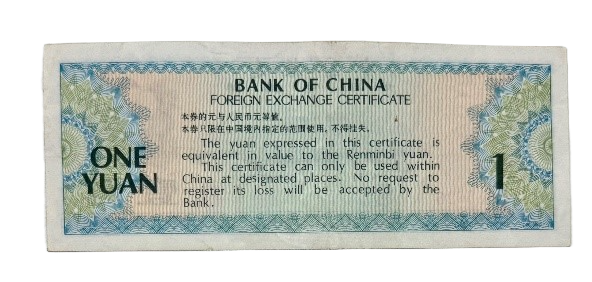 BANK OF CHINA
FOREIGN EXCHANGE CERTIFICATE
本券的元与人民币元等值。
本券只限在中国境内指定的范围使用，不得挂失。
The yuan expressed in this certificate is
equivalent in value to the Renminbi yuan.
This certificate can only be used within
China at designated places. No request to
register its loss will be accepted by the
Bank.
ONE
YUAN
1